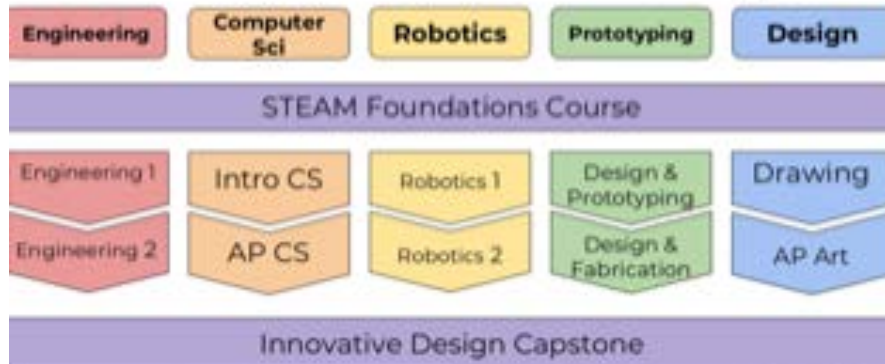 Engineering
Computer
Sci
Robotics
Prototyping
Design
STEAM Foundations Course
Engineering 1
Intro CS
Robotics 1
Design &
Prototyping
Drawing
Engineering 2
AP CS
Robotics 2
Design &
Fabrication
AP Art
Innovative Design Capstone